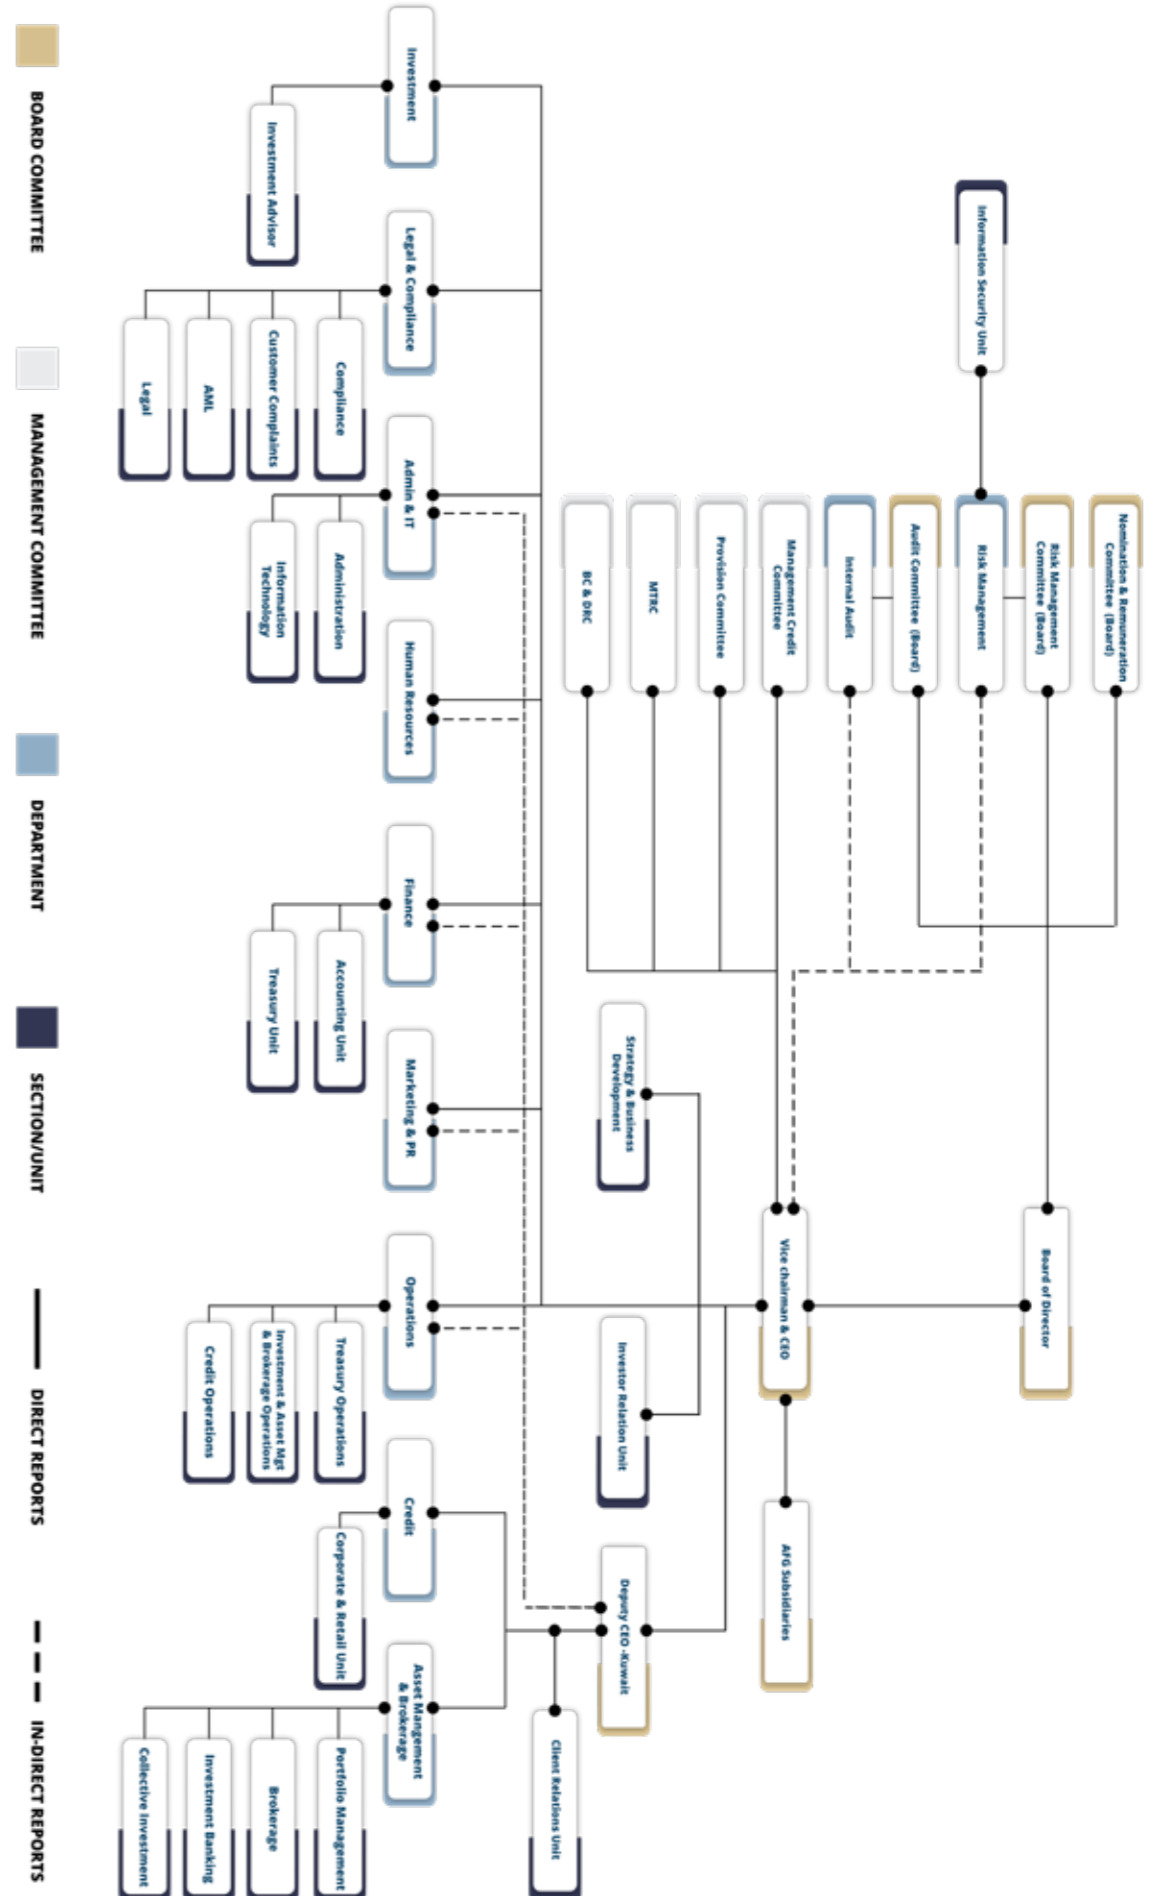 Board of Director
Nomination & Remuneration
Committee (Board)
Risk Management
Committee (Board)
Risk Management
Information Security Unit
Audit Committee (Board)
Internal Audit
Vice chairman & CEO
AFG Subsidiaries
Management Credit
Committee
Provision Committee
MTRC
BC & DRC
Strategy & Business
Development
Investor Relation Unit
Deputy CEO -Kuwait
Client Relations Unit
Investment
Legal & Compliance
Admin & IT
Human Resources
Finance
Marketing & PR
Operations
Credit
Asset Mangement
& Brokerage
Investment Advisor
Compliance
Customer Complaints
AML
Legal
Administration
Information
Technology
Accounting Unit
Treasury Unit
Treasury Operations
Investment & Asset Mgt
& Brokerage Operations
Credit Operations
Corporate & Retail Unit
Portfolio Management
Brokerage
Investment Banking
Collective Investment
BOARD COMMITTEE
MANAGEMENT COMMITTEE
DEPARTMENT
SECTION/UNIT
DIRECT REPORTS
IN-DIRECT REPORTS